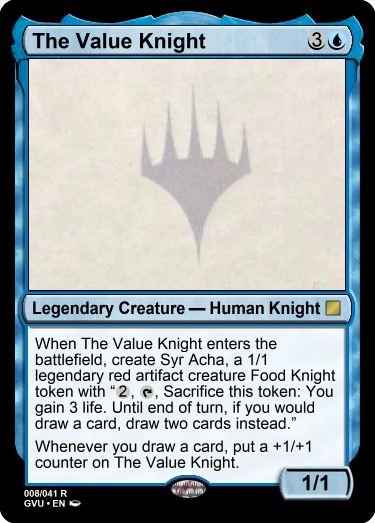 The Value Knight 3
Legendary Creature — Human Knight
When The Value Knight enters the
battlefield, create Syr Acha, a 1/1
legendary red artifact creature Food Knight
token with “2, , Sacrifice this token: You
gain 3 life. Until end of turn, if you would
draw a card, draw two cards instead.”
Whenever you draw a card, put a +1/+1
counter on The Value Knight.
1/1
008/041 R
GVU • EN